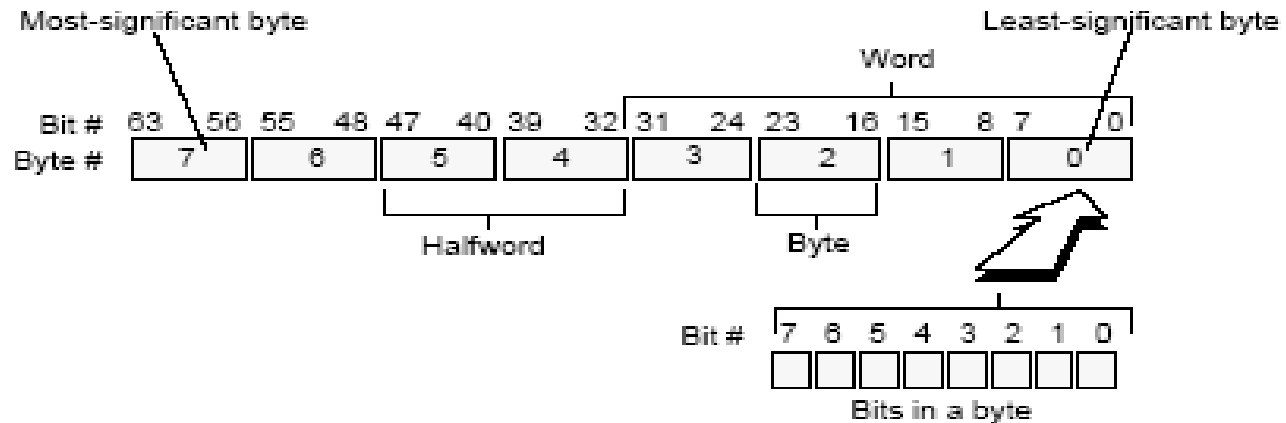 Most-significant byte Least-significant byte
Word
Bit # 63 56 55 48 47 40 39 32 31 24 23 16 15 8 7 0
Byte # 7 6 5 4 3 2 1 0
Halfword Byte
Bit # 7 6 5 4 3 2 1 0
Bits in a byte